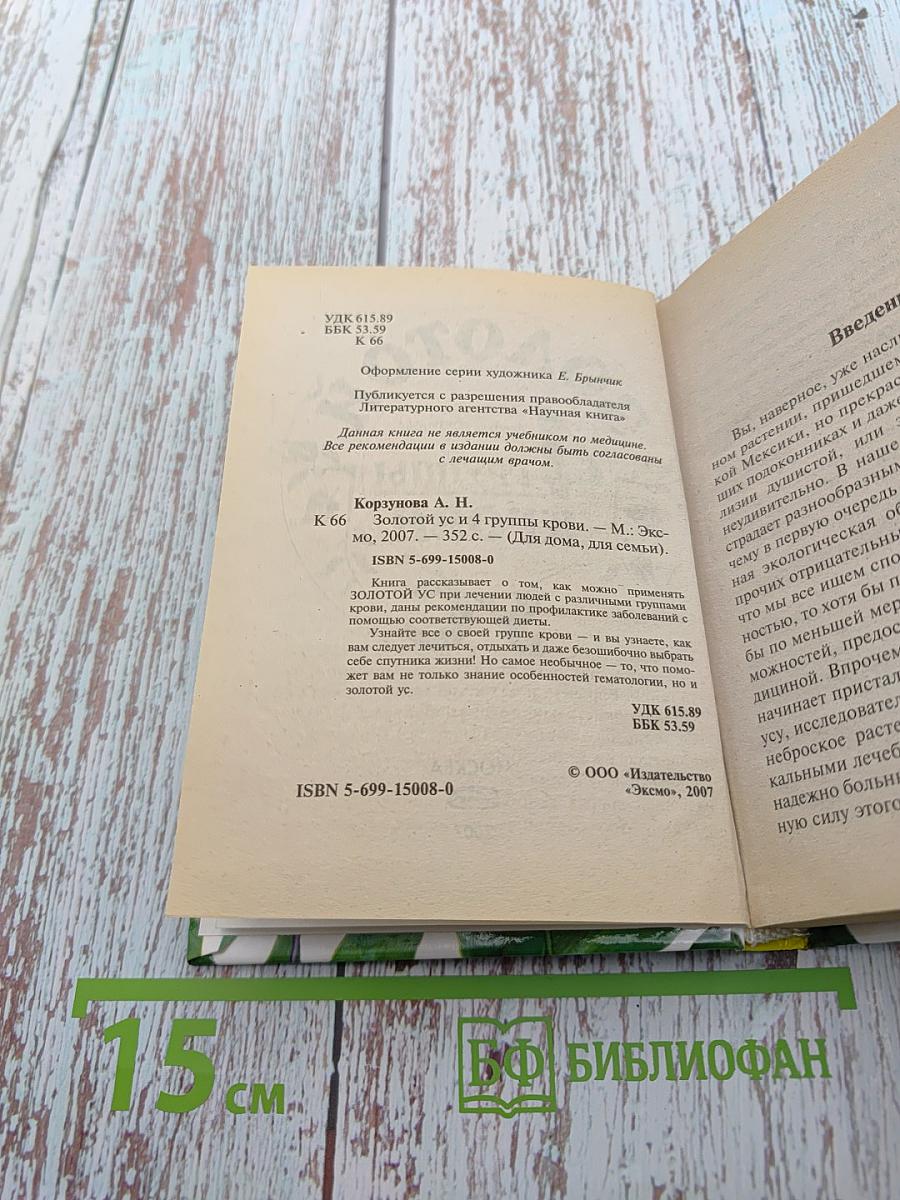 УДК 615.89
ББК 53.59
К 66
Оформление серии художника Е. Брынчик
Публикуется с разрешения правообладателя
Литературного агентства «Научная книга»
Данная книга не является учебником по медицине.
Все рекомендации в издании должны быть согласованы
с лечащим врачом.
Корзунова А. Н.
К 66 Золотой ус и 4 группы крови. — М.: Экс-
мо, 2007. — 352 с. — (Для дома, для семьи).
ISBN 5-699-15008-0
Книга рассказывает о том, как можно применять
ЗОЛОТОЙ УС при лечении людей с различными группами
крови, даны рекомендации по профилактике заболеваний с
помощью соответствующей диеты.
Узнайте все о своей группе крови — и вы узнаете, как
вам следует лечиться, отдыхать и даже безошибочно выбрать
себе спутника жизни! Но самое необычное — то, что помо-
жет вам не только знание особенностей гематологии, но и
золотой ус.
УДК 615.89
ББК 53.59
ISBN 5-699-15008-0
© ООО «Издательство
«Эксмо», 2007
Введени
Вы, наверное, уже насл
ном растении, пришедшем
кой Мексики, но прекрас
ших подоконниках и даже
лизии душистой, или з
неудивительно. В наше
страдает разнообразным
чему в первую очередь
ная экологическая об
прочих отрицательны
что мы все ищем спо
ностью, то хотя бы п
бы по меньшей мер
можностей, предос
дициной. Впрочем
начинает пристал
усу, исследовател
неброское расте
кальными лечеб
надежно больны
ную силу этого
15 см
БФ БИБЛИОФАН